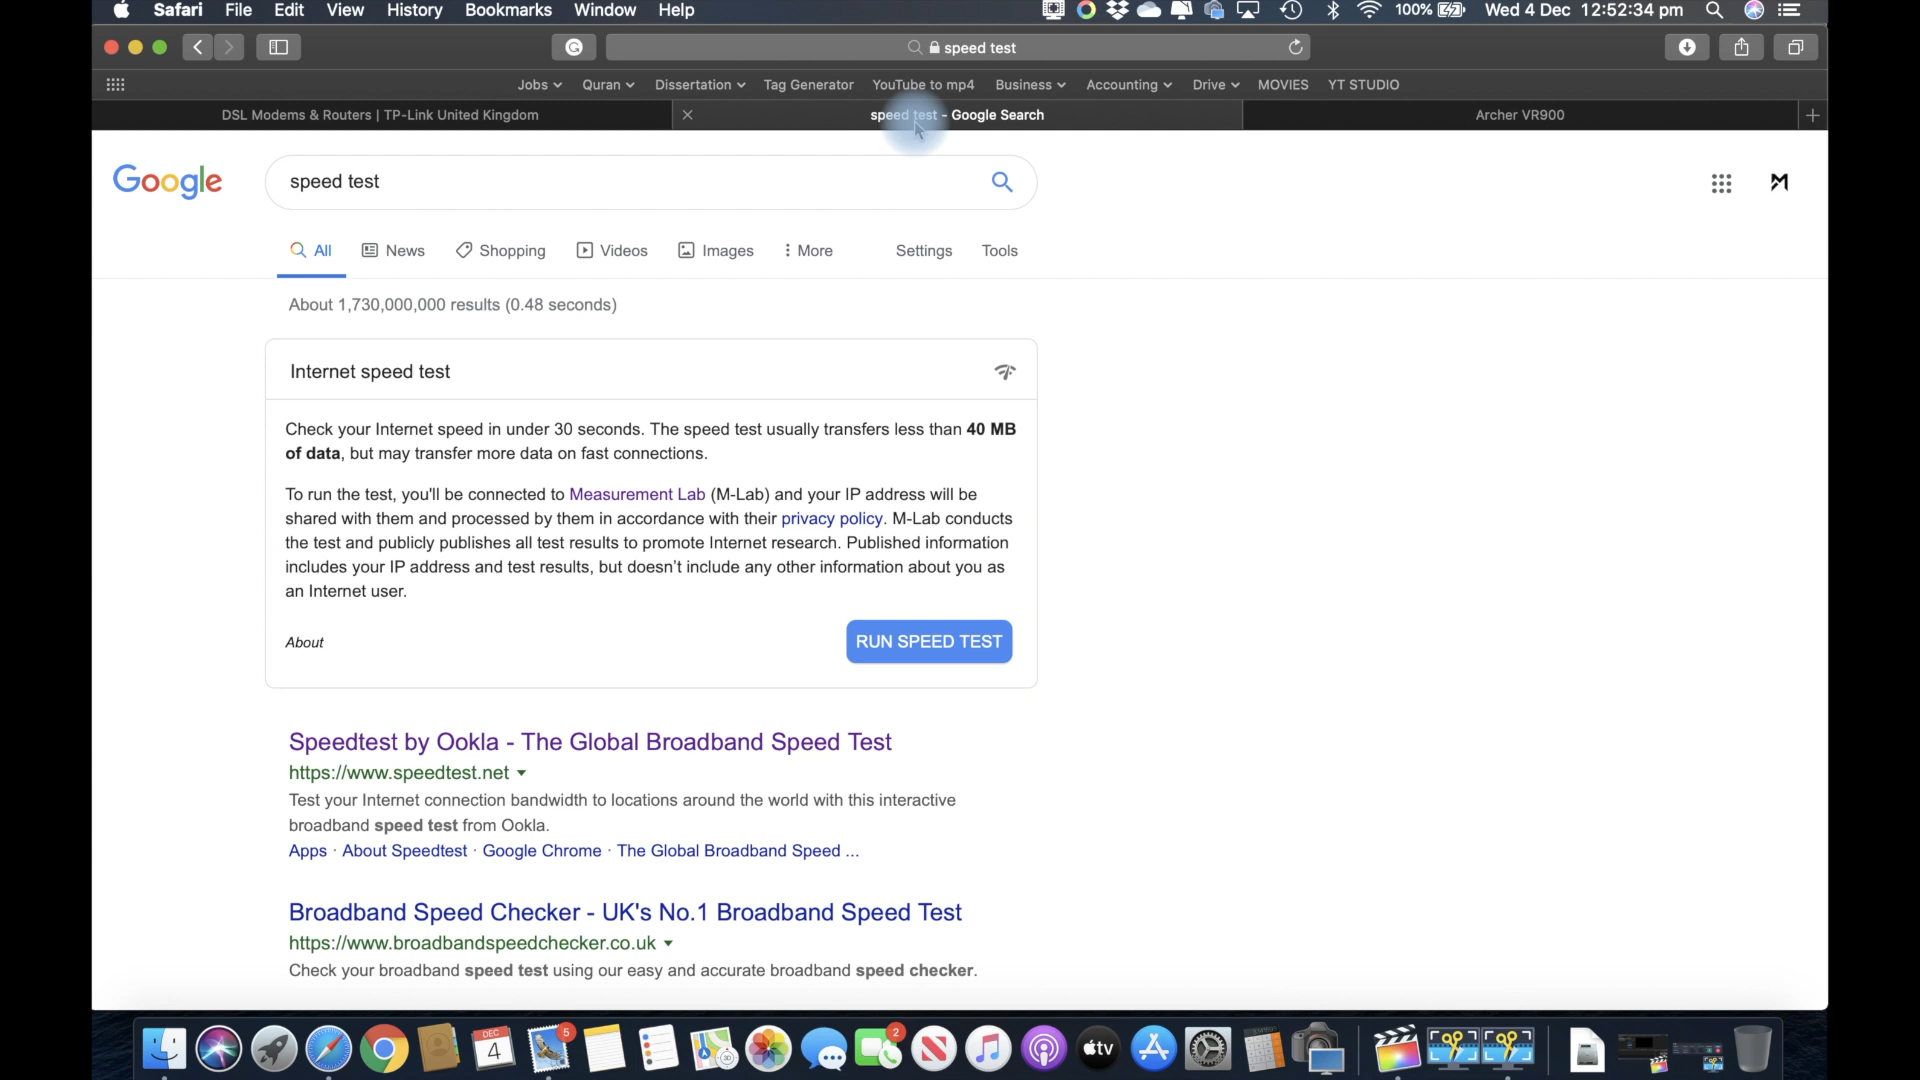 Safari File Edit View History Bookmarks Window Help 100% Wed 4 Dec 12:52:34 pm
speed test
Jobs Quran Dissertation Tag Generator YouTube to mp4 Business Accounting Drive MOVIES YT STUDIO
DSL Modems & Routers | TP-Link United Kingdom speed test - Google Search Archer VR900
Google speed test
All News Shopping Videos Images More Settings Tools
About 1,730,000,000 results (0.48 seconds)
Internet speed test
Check your Internet speed in under 30 seconds. The speed test usually transfers less than 40 MB
of data, but may transfer more data on fast connections.
To run the test, you'll be connected to Measurement Lab (M-Lab) and your IP address will be
shared with them and processed by them in accordance with their privacy policy. M-Lab conducts
the test and publicly publishes all test results to promote Internet research. Published information
includes your IP address and test results, but doesn't include any other information about you as
an Internet user.
About RUN SPEED TEST
Speedtest by Ookla - The Global Broadband Speed Test
https://www.speedtest.net
Test your Internet connection bandwidth to locations around the world with this interactive
broadband speed test from Ookla.
Apps · About Speedtest · Google Chrome · The Global Broadband Speed ...
Broadband Speed Checker - UK's No.1 Broadband Speed Test
https://www.broadbandspeedchecker.co.uk
Check your broadband speed test using our easy and accurate broadband speed checker.
DEC
4
5
2
tv